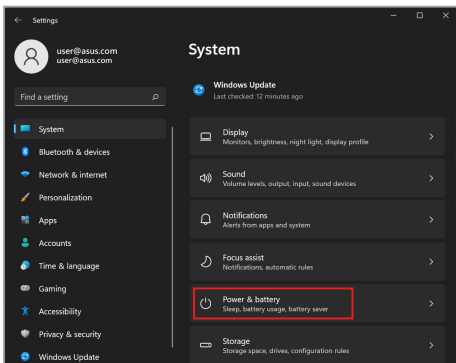 Settings
user@asus.com
user@asus.com
Find a setting
System
Bluetooth & devices
Network & internet
Personalization
Apps
Accounts
Time & language
Gaming
Accessibility
Privacy & security
Windows Update
System
Windows Update
Last checked: 12 minutes ago
Display
Monitors, brightness, night light, display profile
Sound
Volume levels, output, input, sound devices
Notifications
Alerts from apps and system
Focus assist
Notifications, automatic rules
Power & battery
Sleep, battery usage, battery saver
Storage
Storage space, drives, configuration rules